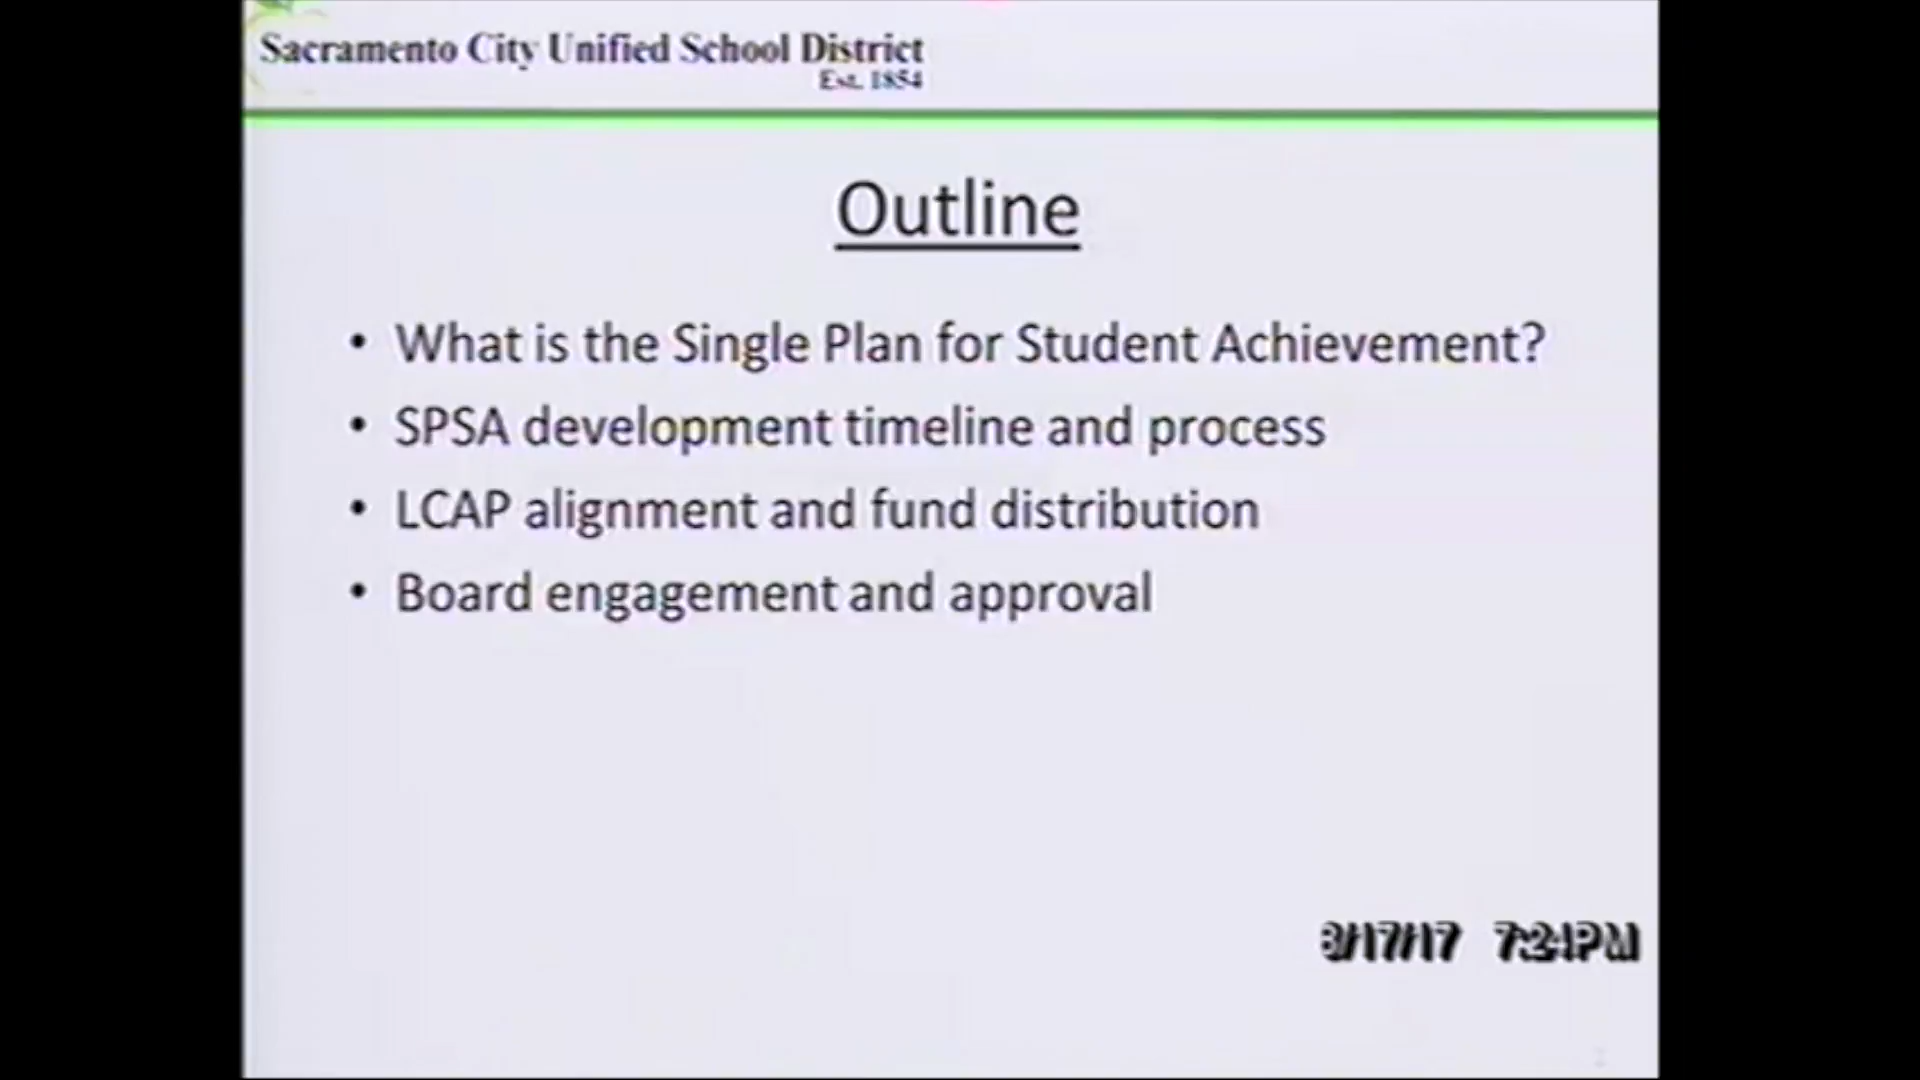 Sacramento City Unified School District
Est. 1854
Outline
• What is the Single Plan for Student Achievement?
• SPSA development timeline and process
• LCAP alignment and fund distribution
• Board engagement and approval
8/17/17 7:24PM